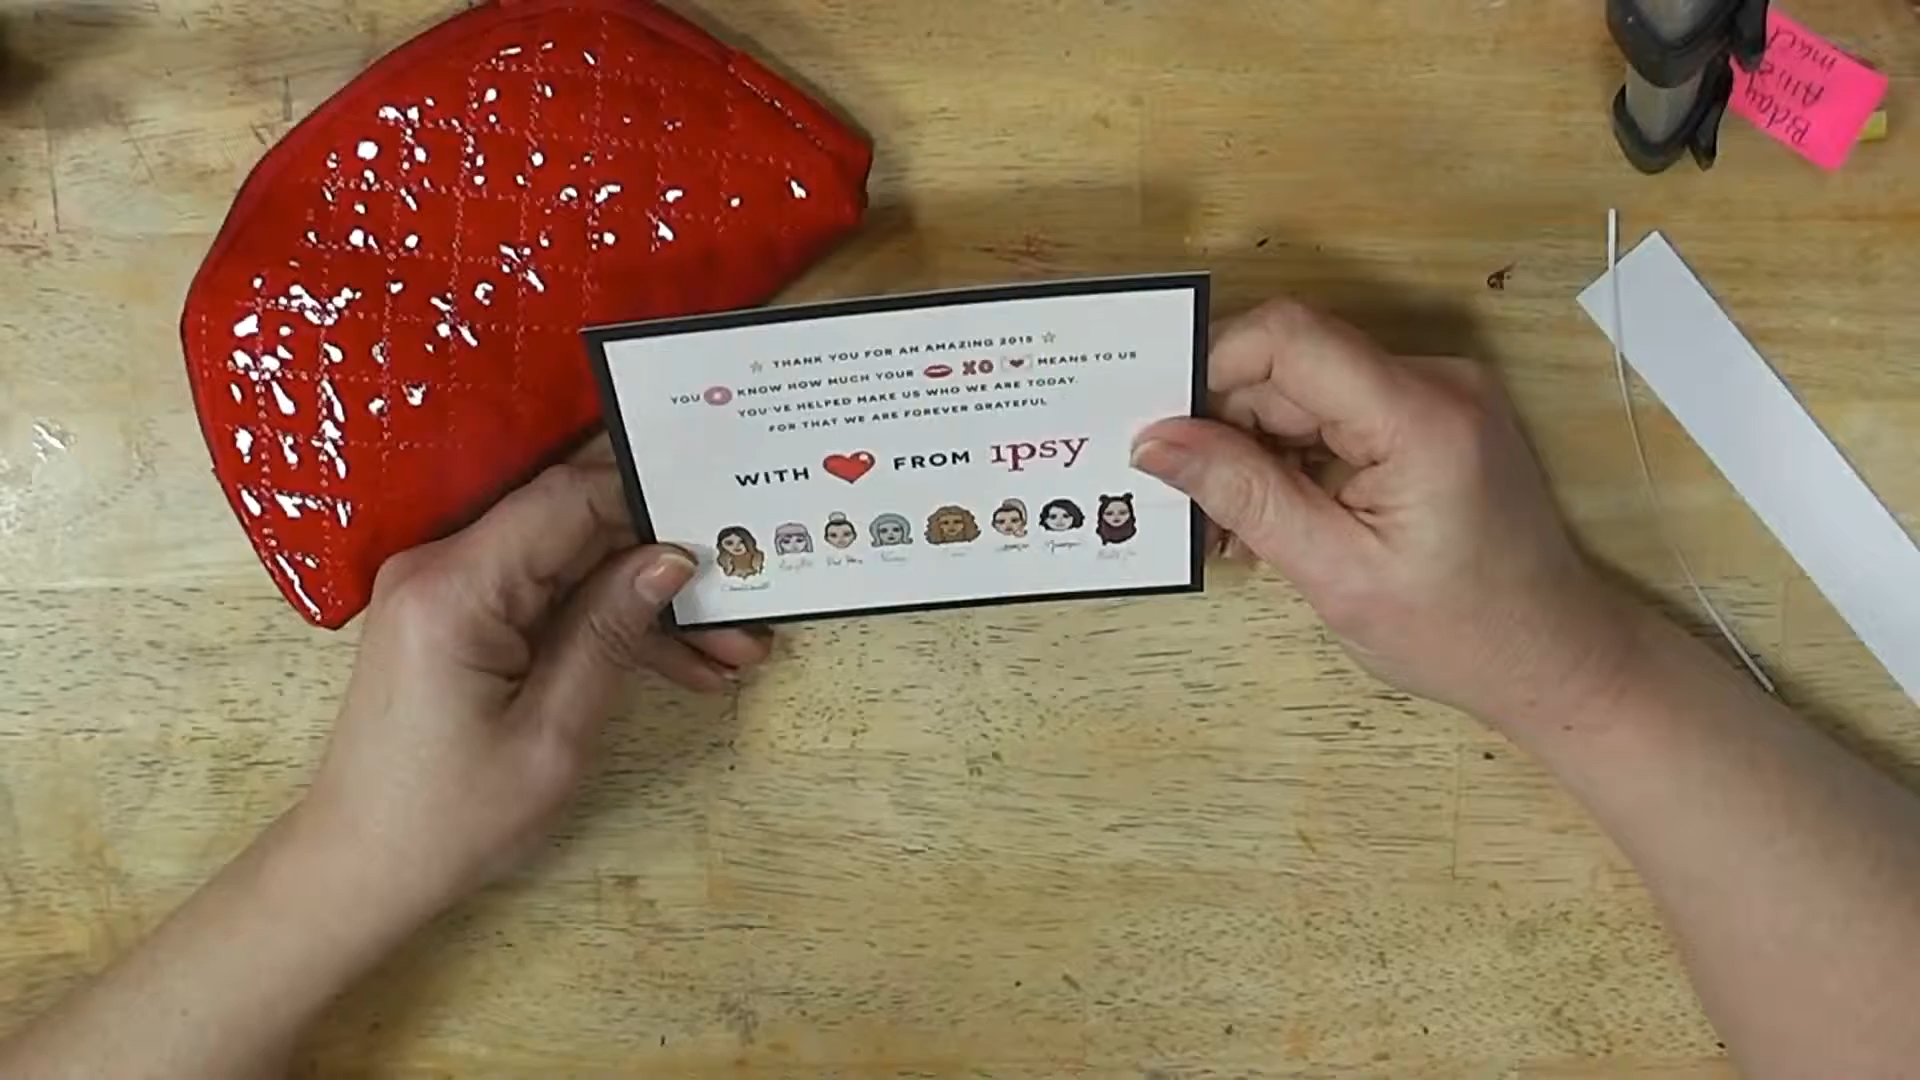 THANK YOU FOR AN AMAZING 2015
YOU KNOW HOW MUCH YOUR XO MEANS TO US
YOU'VE HELPED MAKE US WHO WE ARE TODAY.
FOR THAT WE ARE FOREVER GRATEFUL
WITH FROM ipsy
Bday